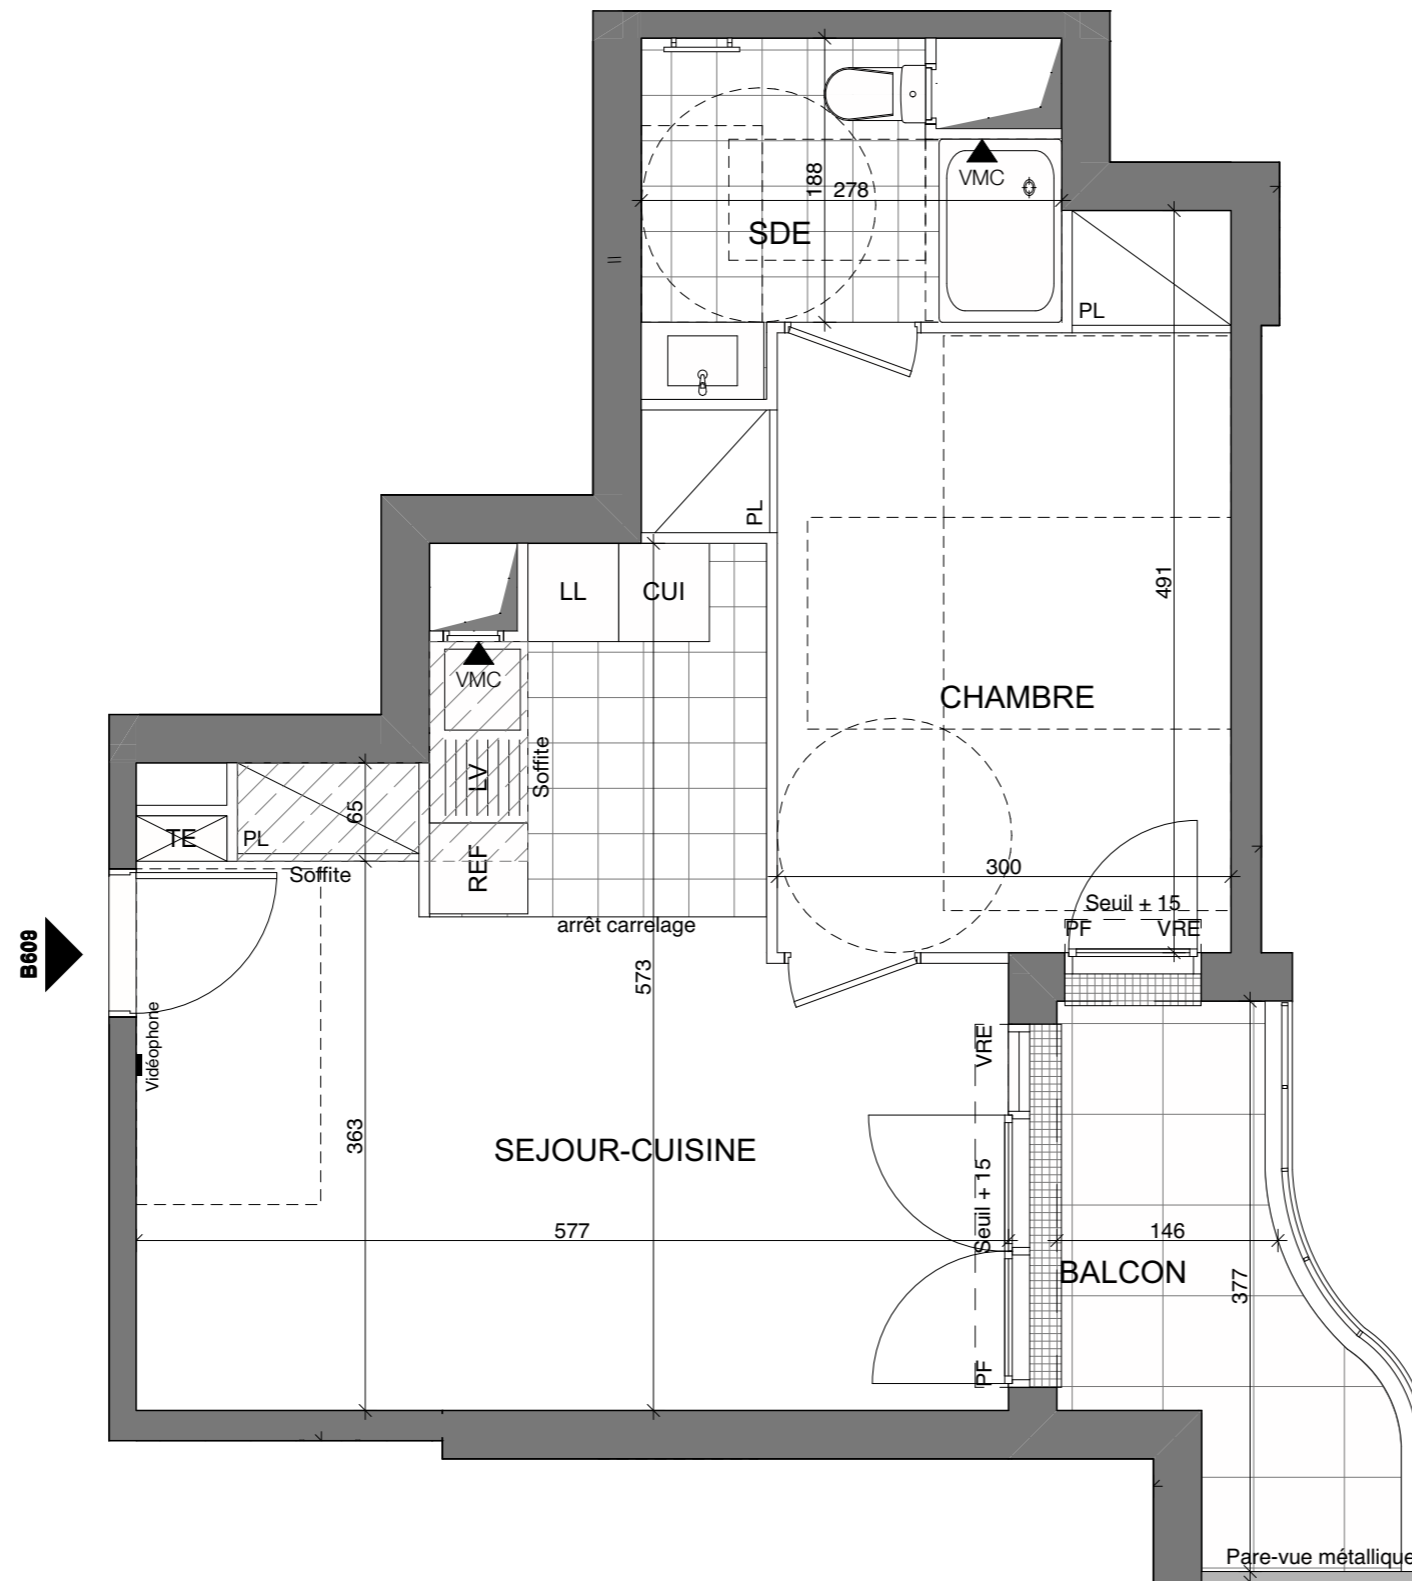 188
278
VMC
SDE
PL
PL
491
LL
CUI
VMC
CHAMBRE
Soffite
LV
65
TE
PL
REF
Soffite
300
Seuil + 15
PF
VRE
arrêt carrelage
573
Vidéophone
VRE
363
SEJOUR-CUISINE
Seuil + 15
577
146
BALCON
377
PF
Pare-vue métallique